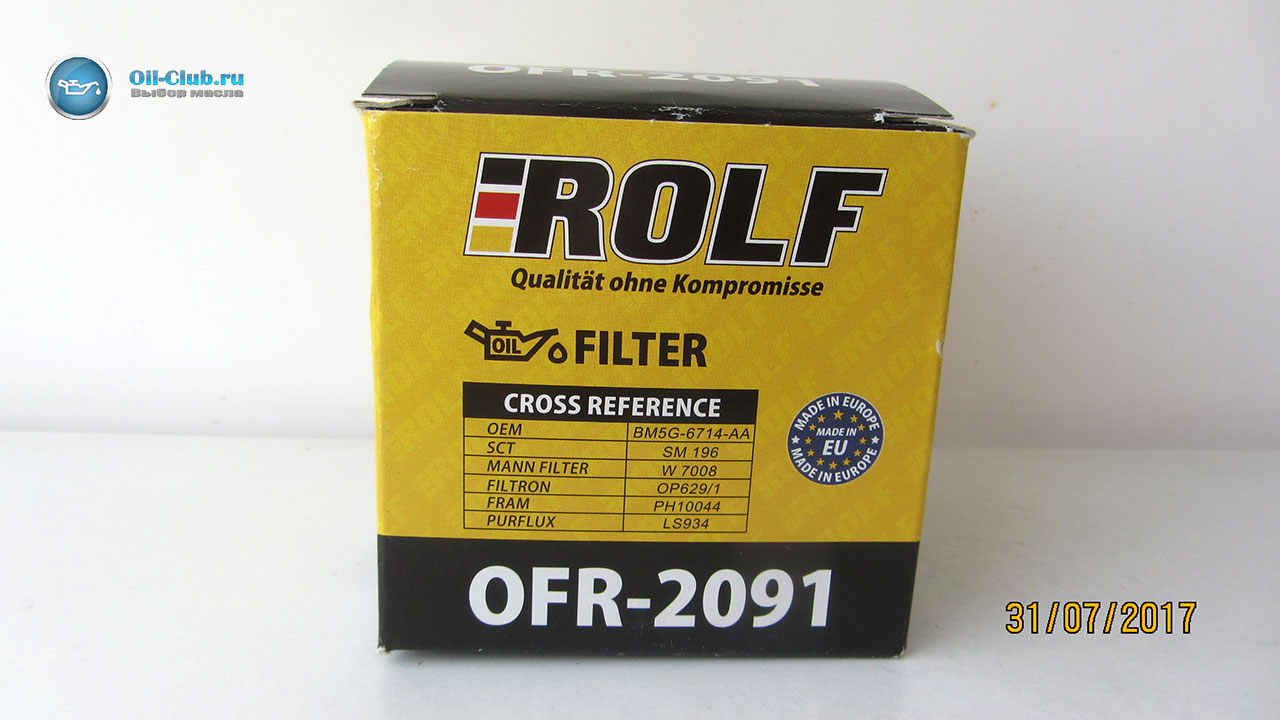 Oil-Club.ru
Выбор масла
OFR-2091
ROLF
Qualität ohne Kompromisse
OIL FILTER
CROSS REFERENCE
OEM BM5G-6714-AA
SCT SM 196
MANN FILTER W 7008
FILTRON OP629/1
FRAM PH10044
PURFLUX LS934
MADE IN EUROPE
MADE IN
EU
MADE IN EUROPE
OFR-2091
31/07/2017